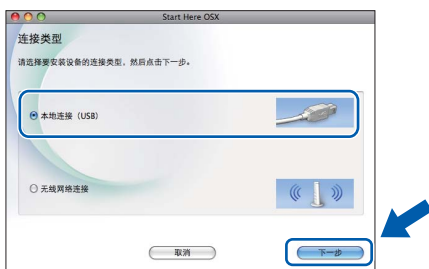 Start Here OSX
连接类型
请选择要安装设备的连接类型，然后点击下一步。
本地连接（USB）
无线网络连接
取消
下一步